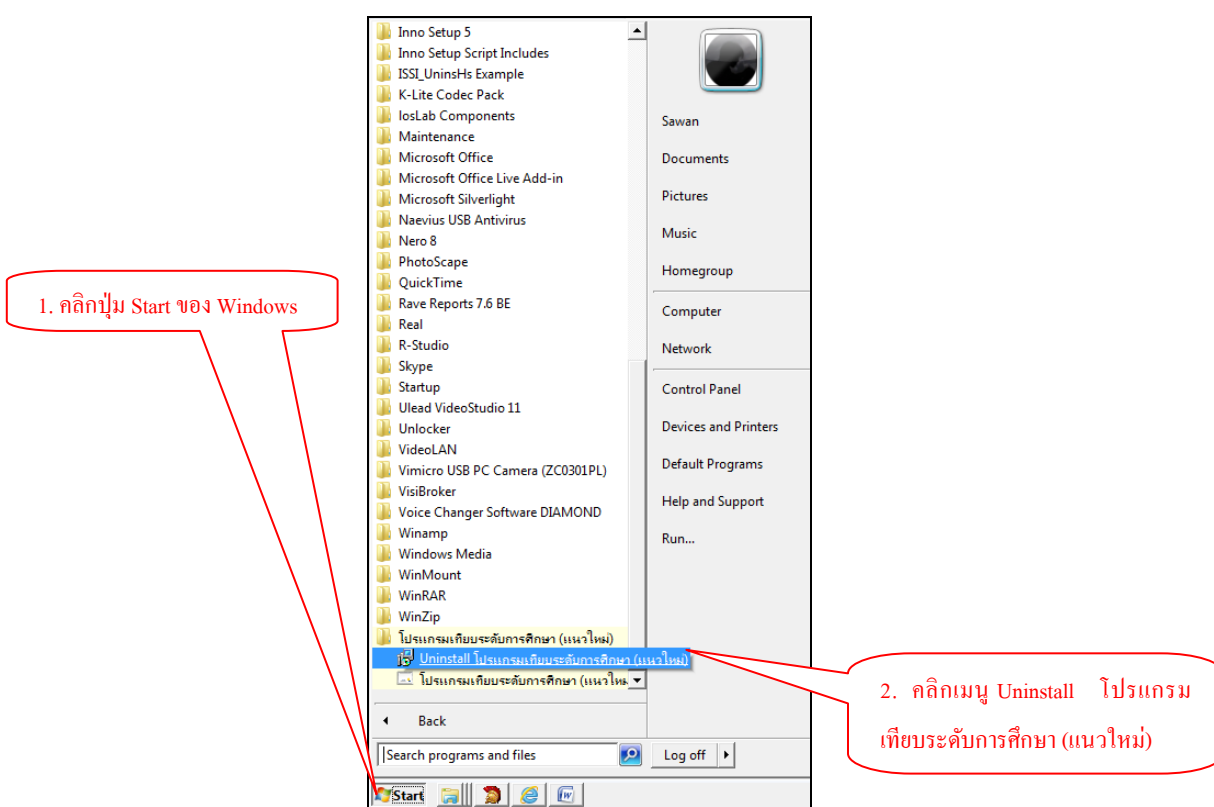 Inno Setup 5
Inno Setup Script Includes
ISSI_UninsHs Example
K-Lite Codec Pack
IosLab Components
Maintenance
Microsoft Office
Microsoft Office Live Add-in
Microsoft Silverlight
Naevius USB Antivirus
Nero 8
PhotoScape
QuickTime
Rave Reports 7.6 BE
Real
R-Studio
Skype
Startup
Ulead VideoStudio 11
Unlocker
VideoLAN
Vimicro USB PC Camera (ZC0301PL)
VisiBroker
Voice Changer Software DIAMOND
Winamp
Windows Media
WinMount
WinRAR
WinZip
โปรแกรมเทียบระดับการศึกษา (แนวใหม่)
Uninstall โปรแกรมเทียบระดับการศึกษา (แนวใหม่)
โปรแกรมเทียบระดับการศึกษา (แนวให
Back
Search programs and files
Sawan
Documents
Pictures
Music
Homegroup
Computer
Network
Control Panel
Devices and Printers
Default Programs
Help and Support
Run...
Log off
Start
1. คลิกปุ่ม Start ของ Windows
2. คลิกเมนู Uninstall โปรแกรม
เทียบระดับการศึกษา (แนวใหม่)